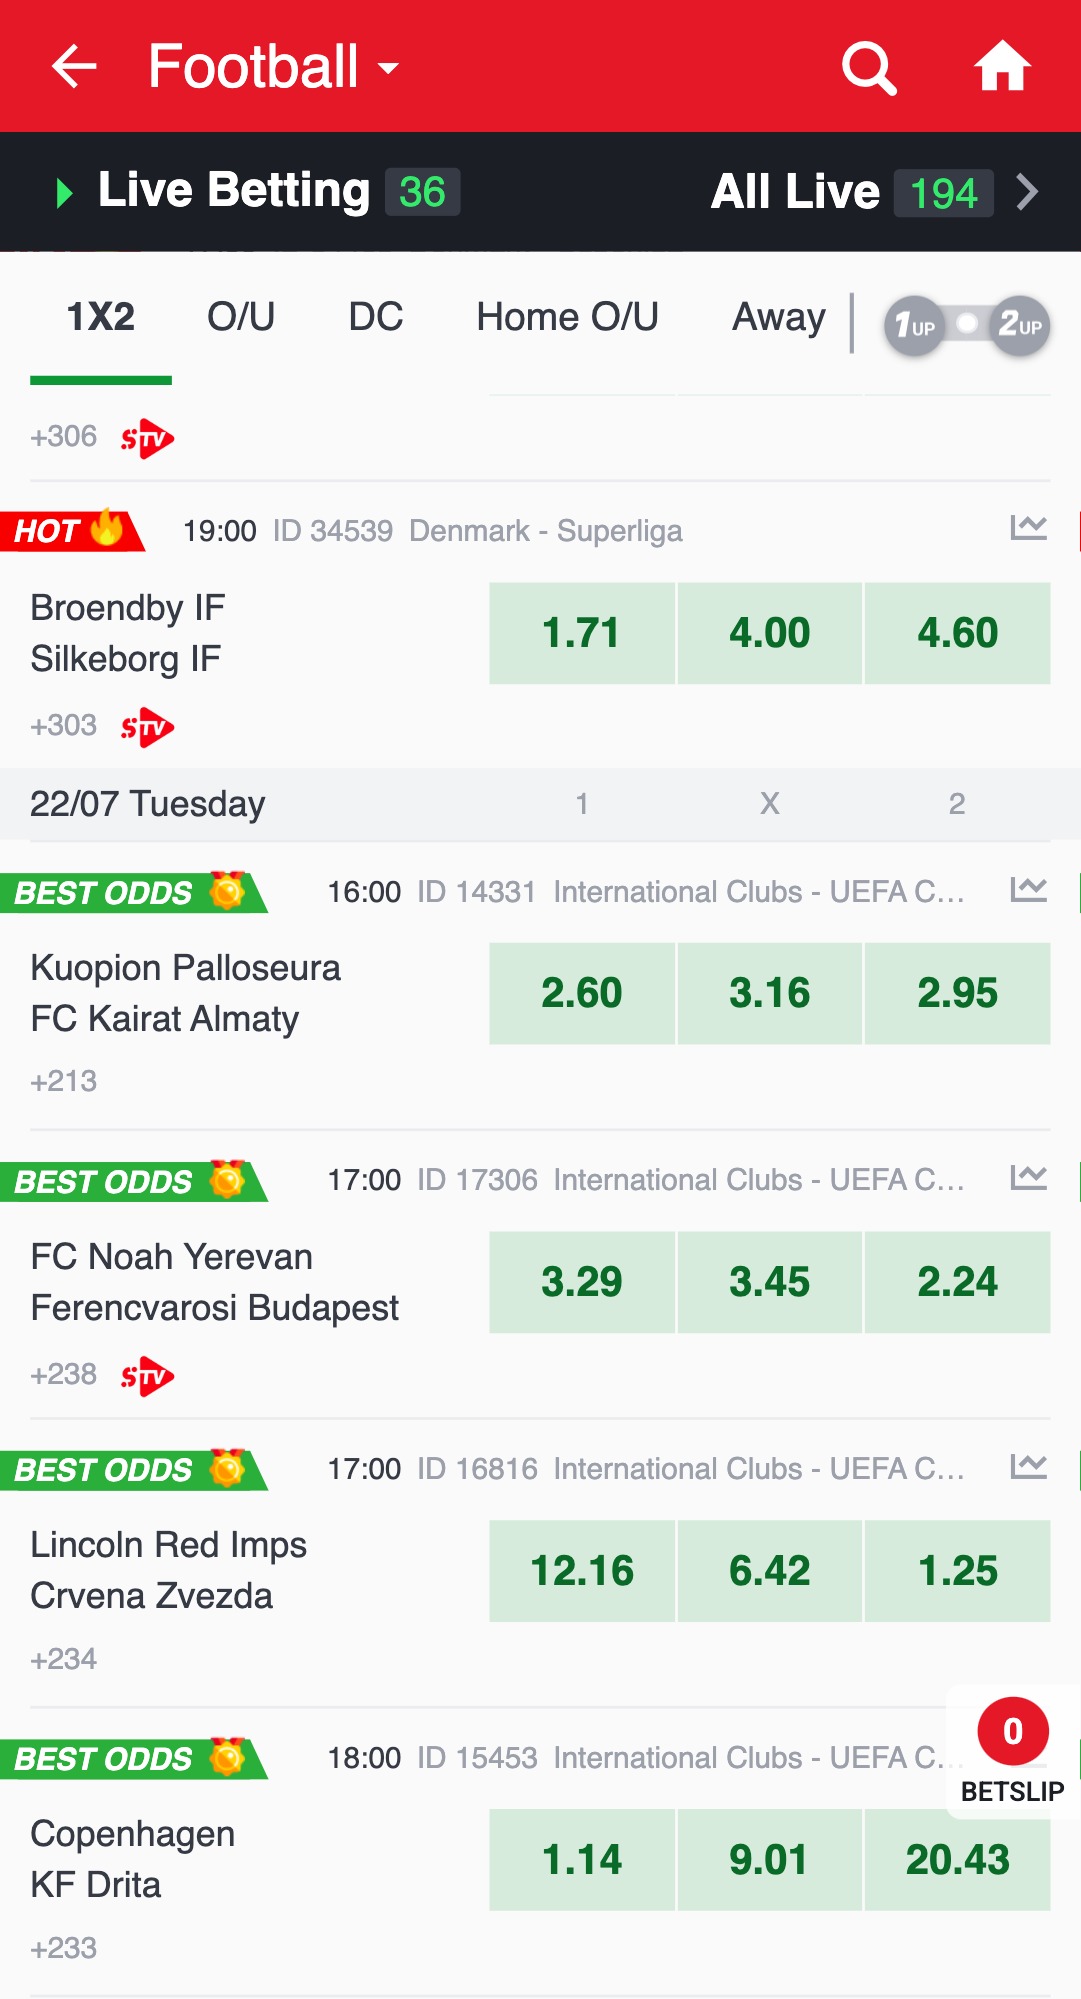 Football
Live Betting 36 All Live 194
1X2 O/U DC Home O/U Away 1UP 2UP
+306 STV
HOT 19:00 ID 34539 Denmark - Superliga
Broendby IF
Silkeborg IF
1.71 4.00 4.60
+303 STV
22/07 Tuesday 1 X 2
BEST ODDS 16:00 ID 14331 International Clubs - UEFA C...
Kuopion Palloseura
FC Kairat Almaty
2.60 3.16 2.95
+213
BEST ODDS 17:00 ID 17306 International Clubs - UEFA C...
FC Noah Yerevan
Ferencvarosi Budapest
3.29 3.45 2.24
+238 STV
BEST ODDS 17:00 ID 16816 International Clubs - UEFA C...
Lincoln Red Imps
Crvena Zvezda
12.16 6.42 1.25
+234
BEST ODDS 18:00 ID 15453 International Clubs - UEFA C...
0
BETSLIP
Copenhagen
KF Drita
1.14 9.01 20.43
+233